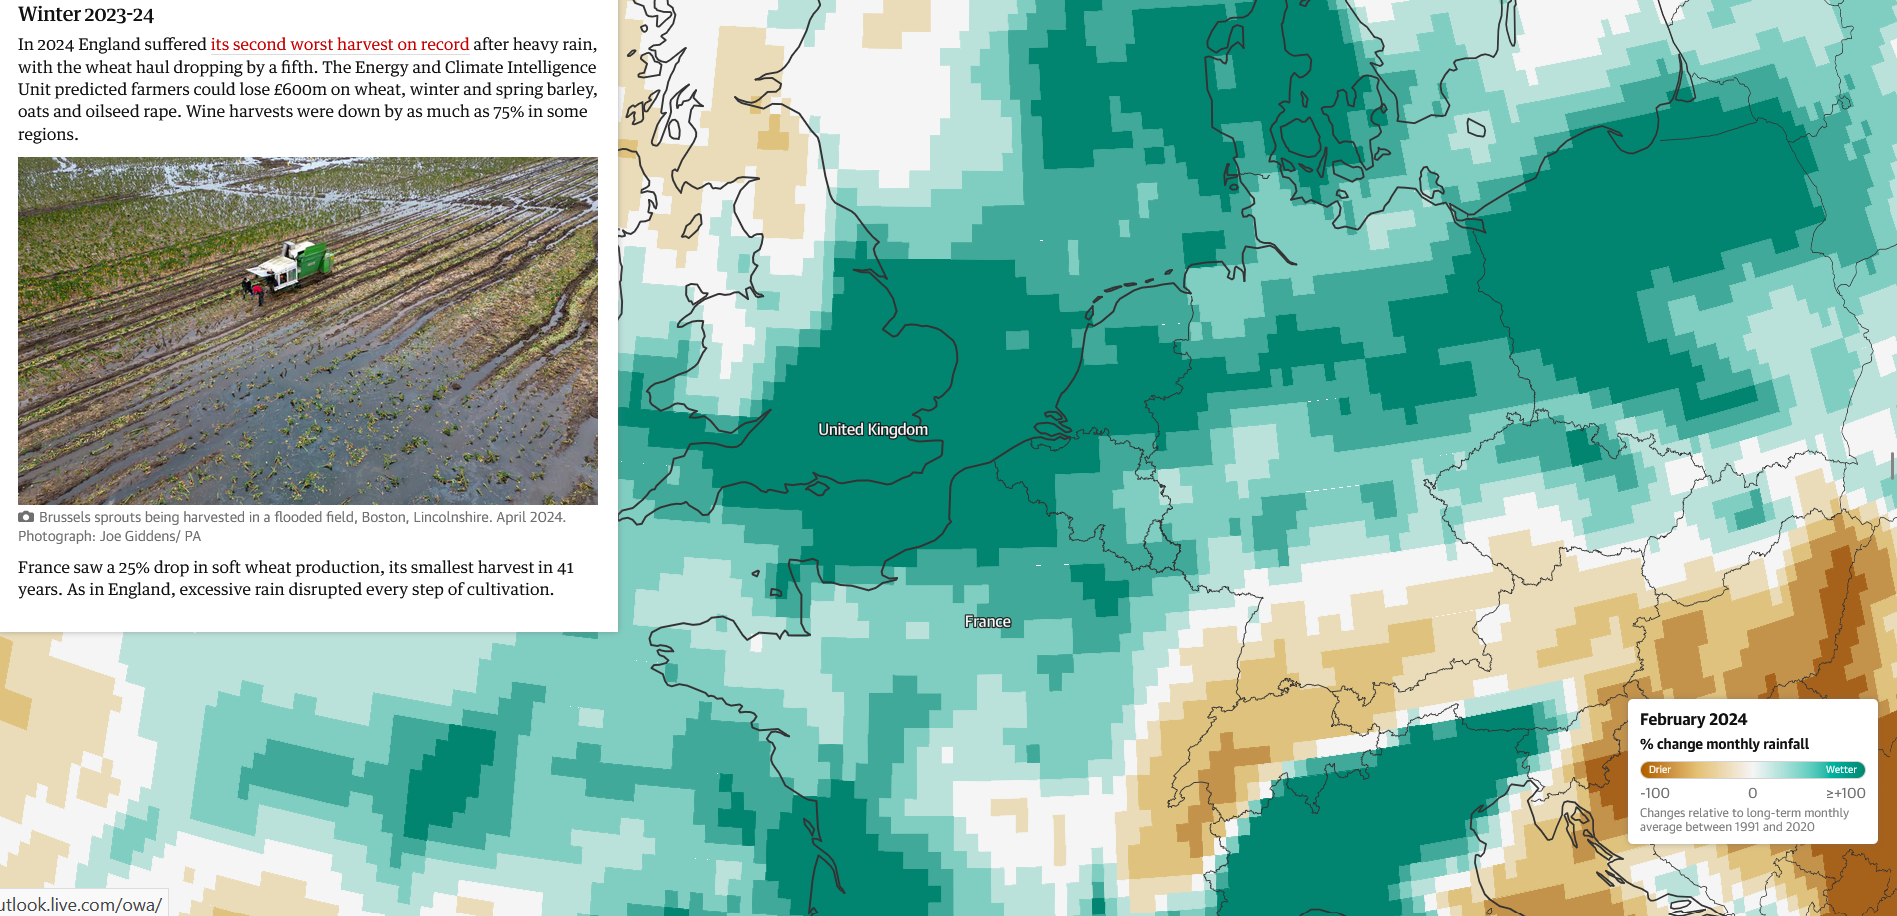 Winter 2023-24
In 2024 England suffered its second worst harvest on record after heavy rain,
with the wheat haul dropping by a fifth. The Energy and Climate Intelligence
Unit predicted farmers could lose £600m on wheat, winter and spring barley,
oats and oilseed rape. Wine harvests were down by as much as 75% in some
regions.
Brussels sprouts being harvested in a flooded field, Boston, Lincolnshire. April 2024.
Photograph: Joe Giddens/ PA
France saw a 25% drop in soft wheat production, its smallest harvest in 41
years. As in England, excessive rain disrupted every step of cultivation.
United Kingdom
France
February 2024
% change monthly rainfall
Drier Wetter
-100 0 ≥+100
Changes relative to long-term monthly
average between 1991 and 2020
utlook.live.com/owa/